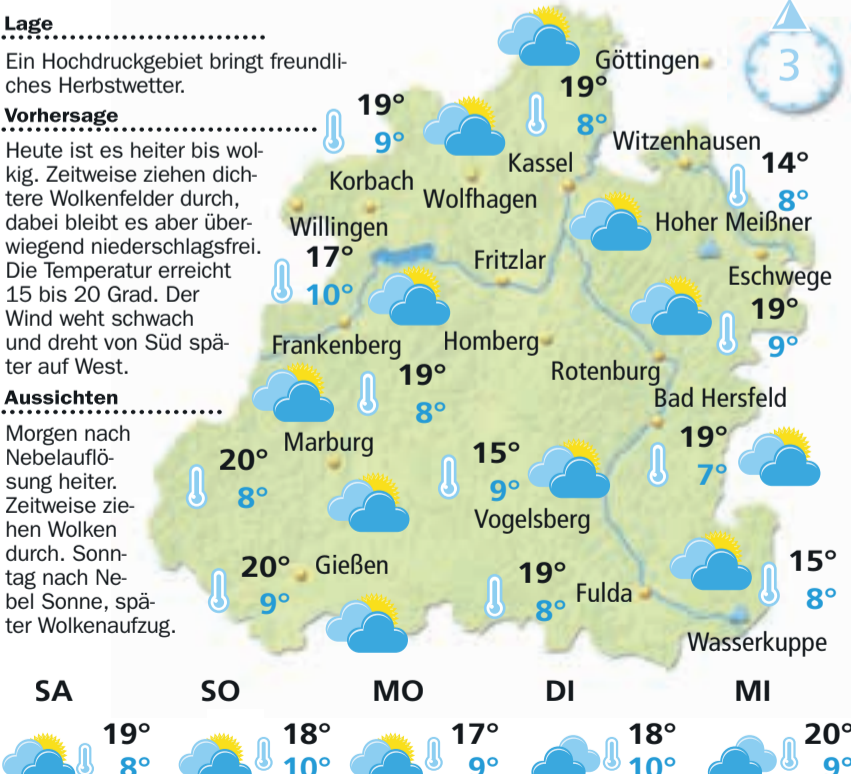 Lage
Ein Hochdruckgebiet bringt freundli-
ches Herbstwetter.
Vorhersage
Heute ist es heiter bis wol-
kig. Zeitweise ziehen dich-
tere Wolkenfelder durch,
dabei bleibt es aber über-
wiegend niederschlagsfrei.
Die Temperatur erreicht
15 bis 20 Grad. Der
Wind weht schwach
und dreht von Süd spä-
ter auf West.
Aussichten
Morgen nach
Nebelauflö-
sung heiter.
Zeitweise zie-
hen Wolken
durch. Sonn-
tag nach Ne-
bel Sonne, spä-
ter Wolkenaufzug.
3
Göttingen
19°
8°
19°
9°
Witzenhausen
Kassel
14°
8°
Korbach
Wolfhagen
Willingen
Hoher Meißner
17°
10°
Fritzlar
Eschwege
19°
9°
Frankenberg
Homberg
Rotenburg
19°
8°
Bad Hersfeld
19°
7°
Marburg
20°
8°
15°
9°
Vogelsberg
20°
9°
Gießen
19°
8°
Fulda
15°
8°
Wasserkuppe
SA SO MO DI MI
19° 18° 17° 18° 20°
8° 10° 9° 10° 9°